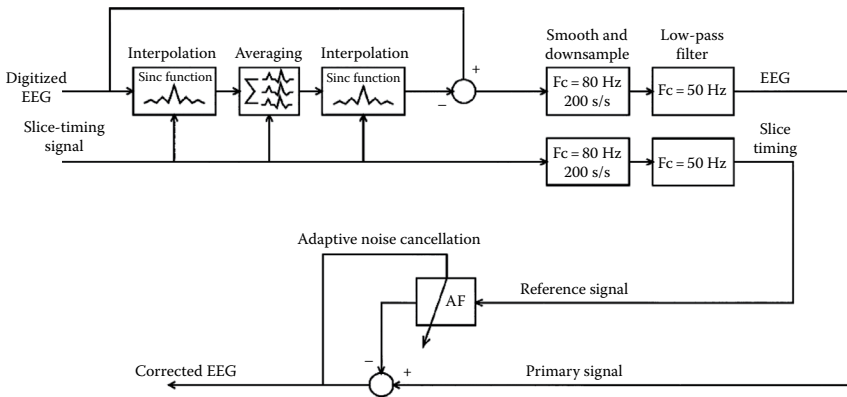 Smooth and
downsample
Low-pass
filter
Interpolation
Averaging
Interpolation
Digitized
EEG
Sinc function
Σ
Sinc function
+
−
Fc = 80 Hz
200 s/s
Fc = 50 Hz
EEG
Slice-timing
signal
Fc = 80 Hz
200 s/s
Fc = 50 Hz
Slice
timing
Adaptive noise cancellation
AF
Reference signal
−
+
Corrected EEG
Primary signal